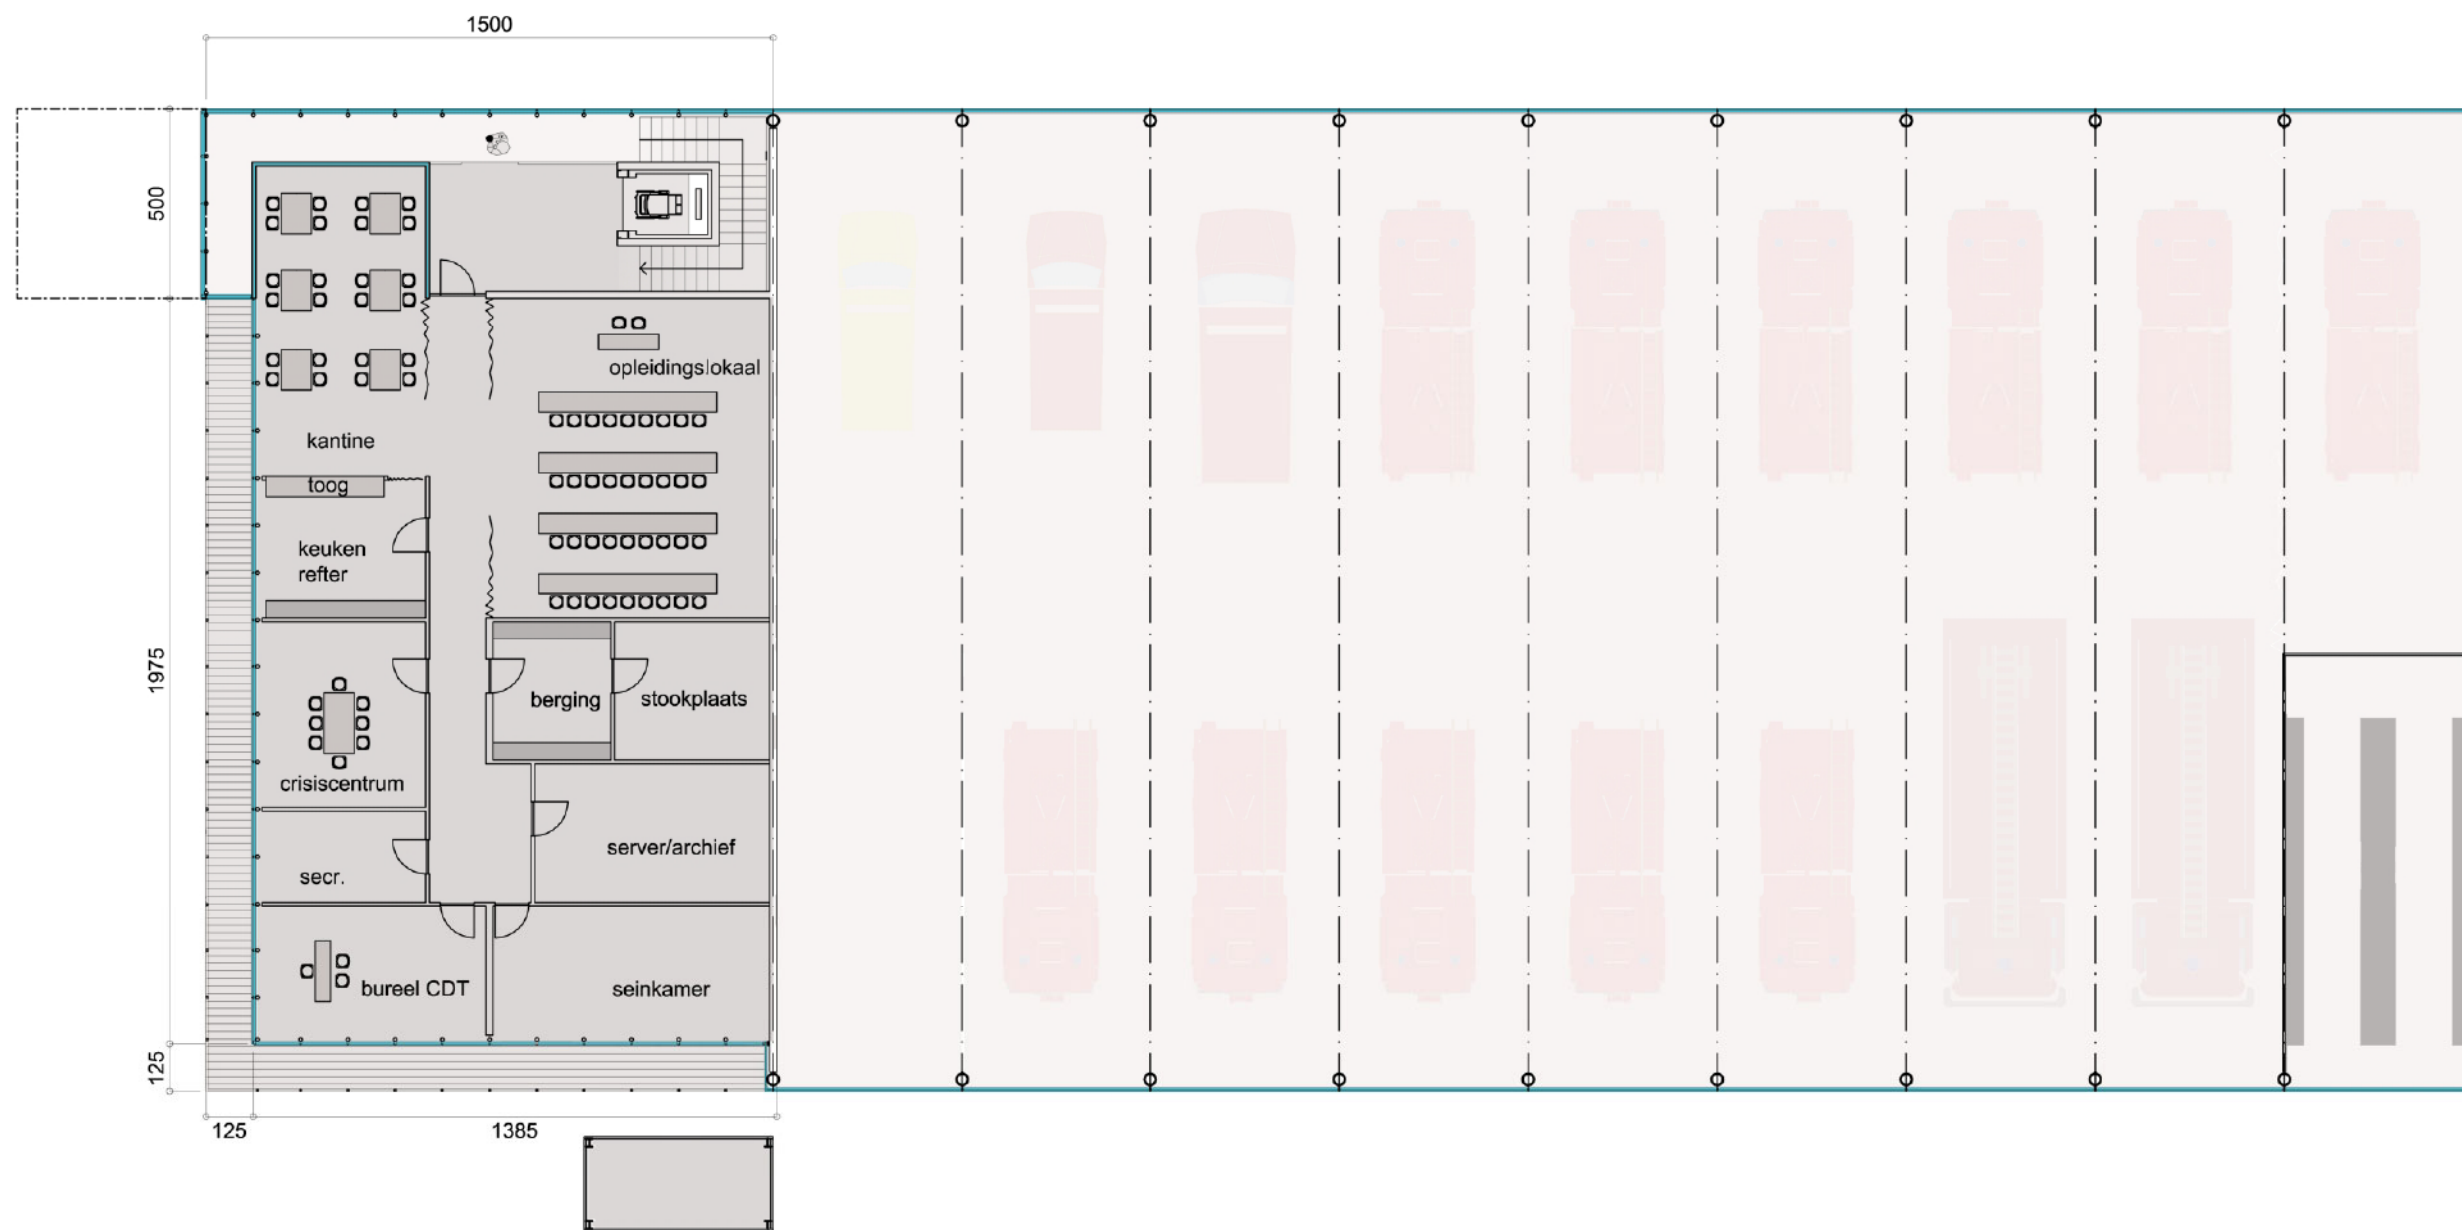 1500
500
opleidingslokaal
kantine
toog
keuken
refter
1975
berging
stookplaats
crisiscentrum
server/archief
secr.
bureel CDT
seinkamer
125
125
1385